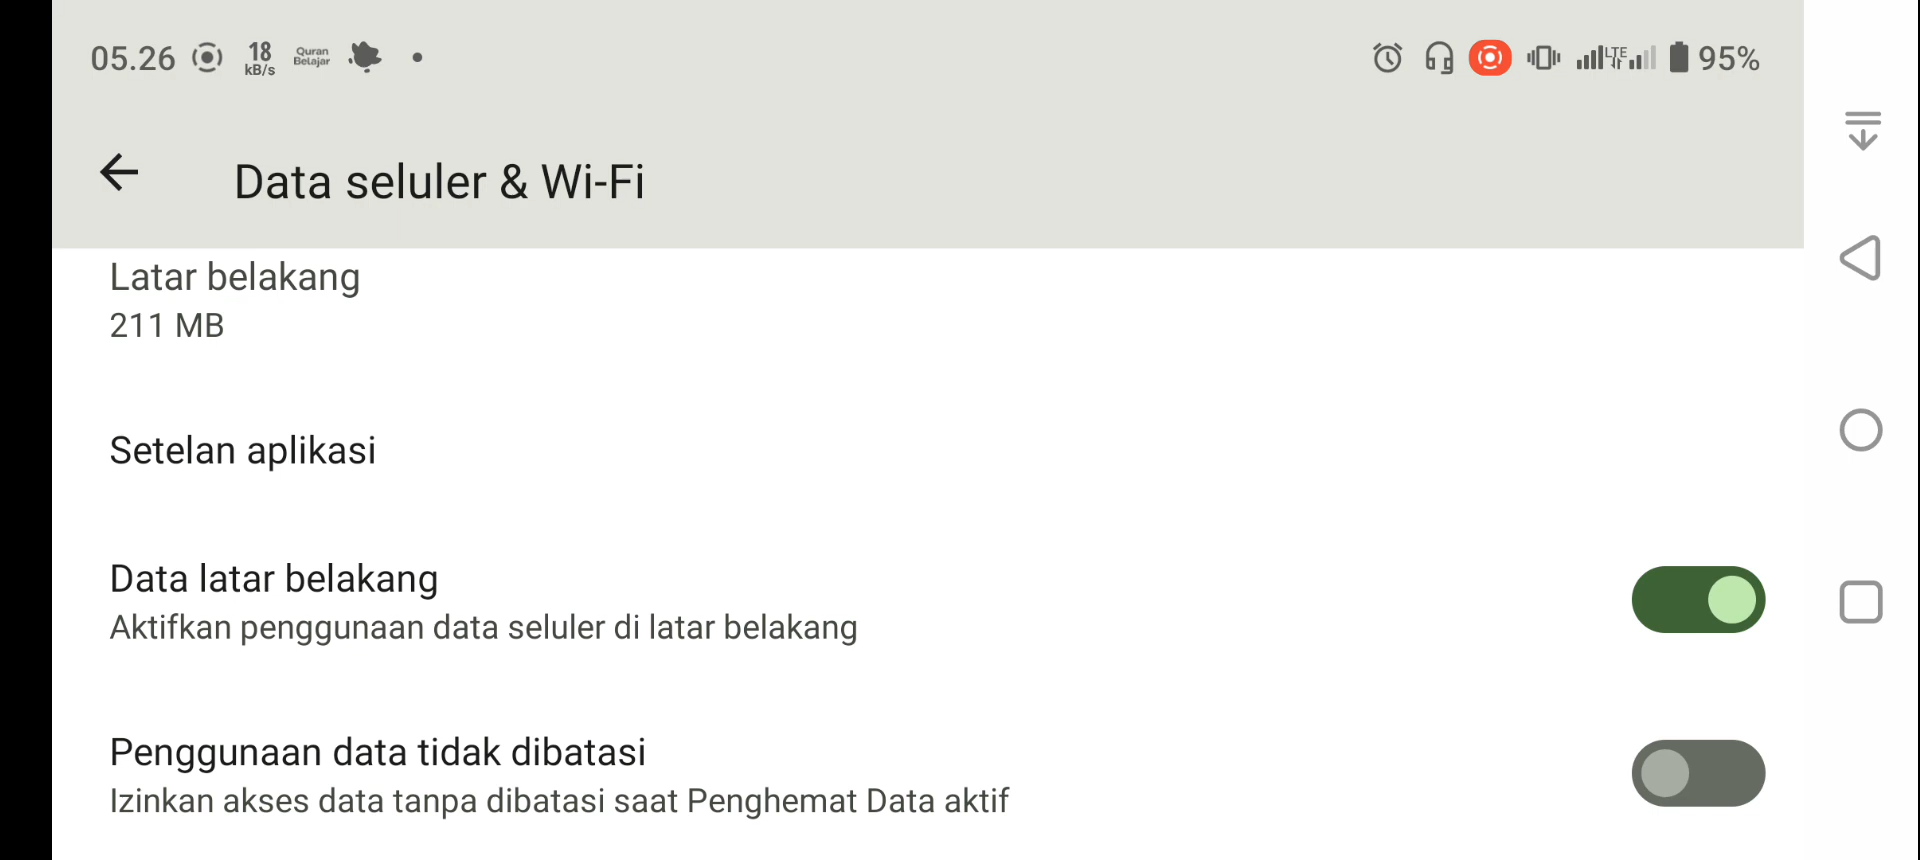 05.26 18 kB/s Quran Belajar LTE 95%
Data seluler & Wi-Fi
Latar belakang
211 MB
Setelan aplikasi
Data latar belakang
Aktifkan penggunaan data seluler di latar belakang
Penggunaan data tidak dibatasi
Izinkan akses data tanpa dibatasi saat Penghemat Data aktif